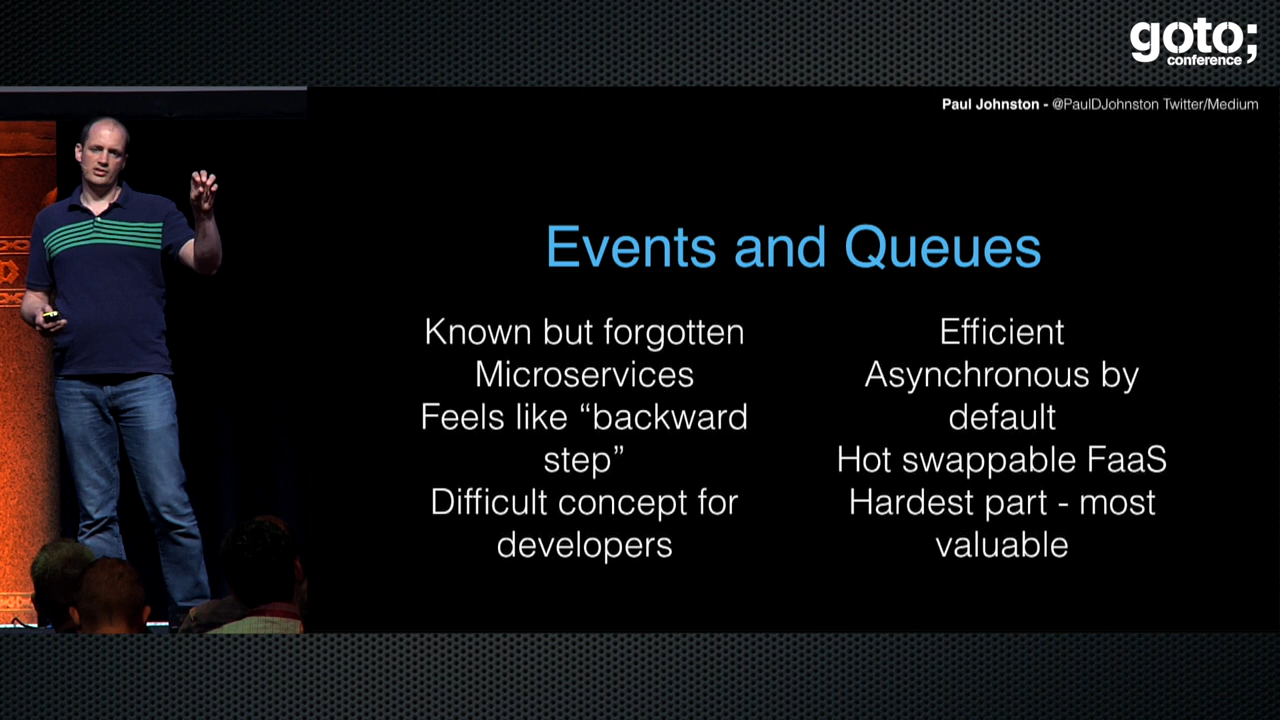 goto;
conference
Paul Johnston - @PaulDJohnston Twitter/Medium
Events and Queues
Known but forgotten
Microservices
Feels like “backward
step”
Difficult concept for
developers
Efficient
Asynchronous by
default
Hot swappable FaaS
Hardest part - most
valuable